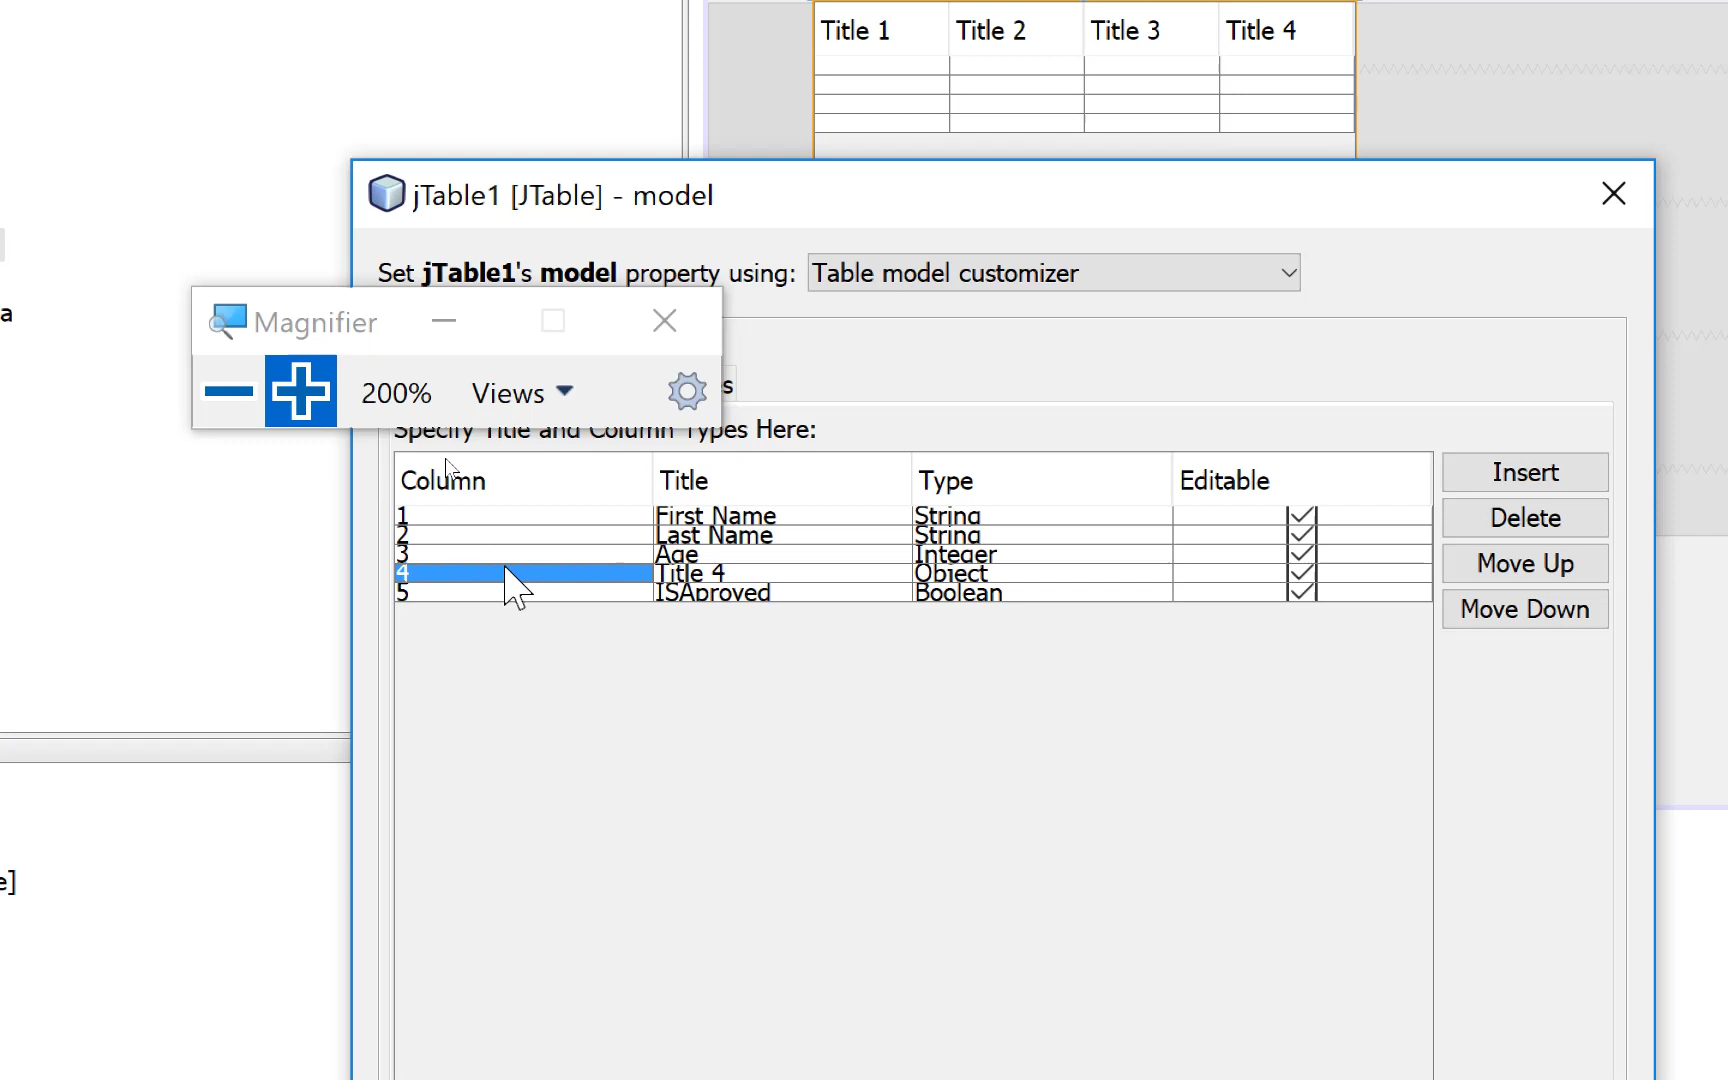 Title 1 Title 2 Title 3 Title 4
jTable1 [JTable] - model
Set jTable1's model property using: Table model customizer
a
Magnifier
200% Views
s
Specify Title and Column Types Here:
Column Title Type Editable
1 First Name String
2 Last Name String
3 Age Integer
4 Title 4 Object
5 ISAproved Boolean
Insert
Delete
Move Up
Move Down
e]